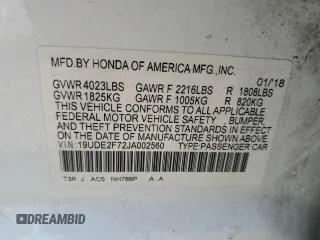 MFD BY HONDA OF AMERICA MFG.,INC.
01/18
GVWR 4023LBS GAWR F 2216LBS R 1808LBS
GVWR 1825KG GAWR F 1005KG R 820KG
THIS VEHICLE CONFORMS TO ALL APPLICABLE
FEDERAL MOTOR VEHICLE SAFETY , BUMPER ,
AND THEFT PREVENTION STANDARDS IN EFFECT ON
THE DATE OF MANUFACTURE SHOWN ABOVE.
V.I.N:19UDE2F72JA002560 TYPE:PASSENGER CAR
T3R J AC5 NH788P A .A
©AUTOBIDMASTER